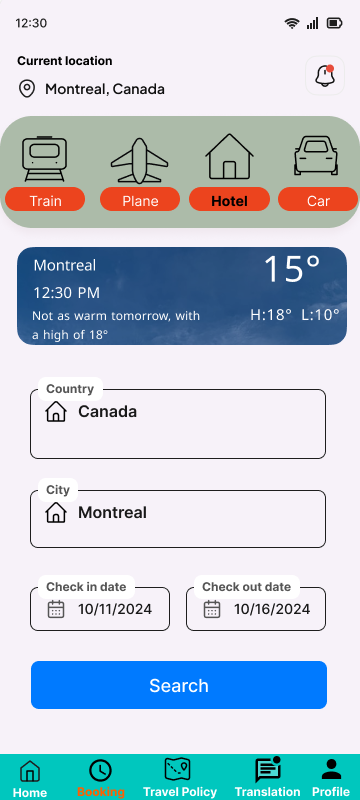 12:30
Current location
Montreal, Canada
Train Plane Hotel Car
Montreal 15°
12:30 PM
Not as warm tomorrow, with
a high of 18°
H:18° L:10°
Country
Canada
City
Montreal
Check in date Check out date
10/11/2024 10/16/2024
Search
Home Booking Travel Policy Translation Profile